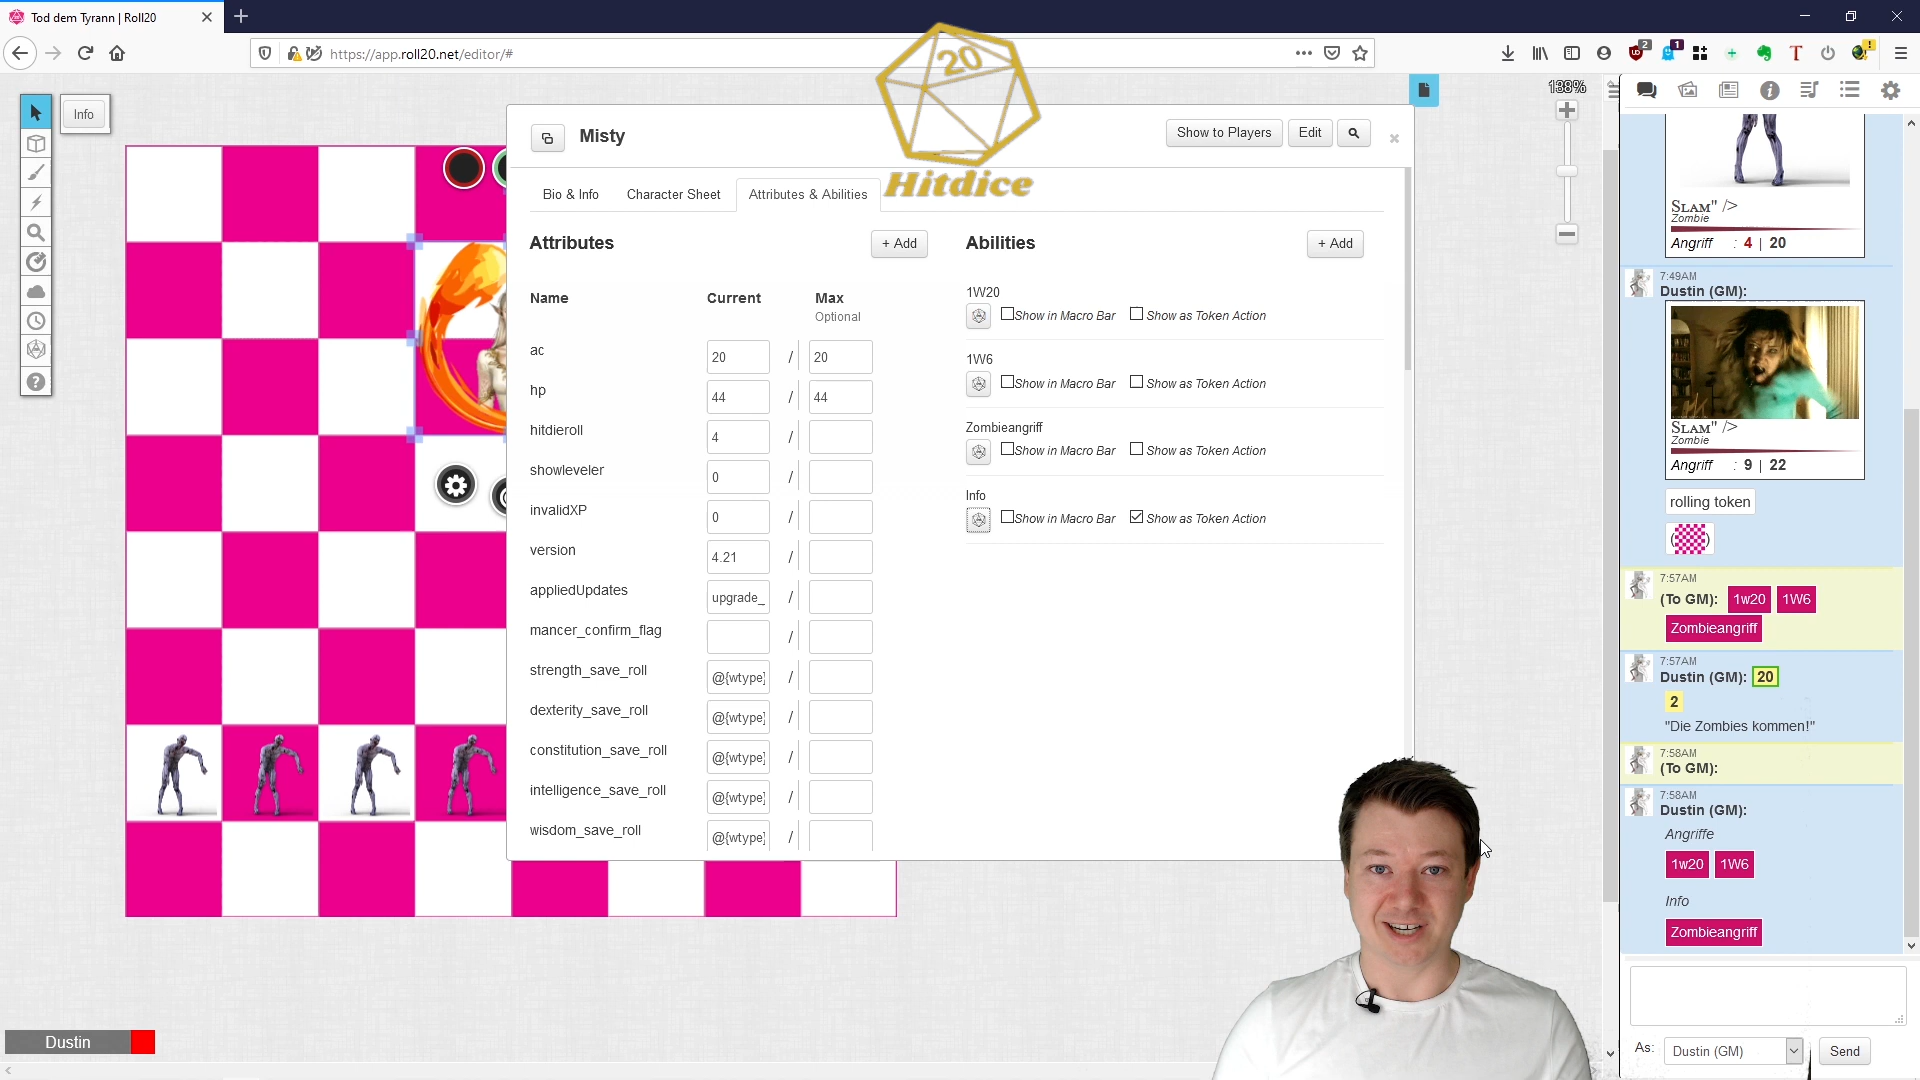 Tod dem Tyrann | Roll20
https://app.roll20.net/editor/#
2
1
20
Hitdice
Info
138%
Misty
Show to Players
Edit
Bio & Info
Character Sheet
Attributes & Abilities
Attributes
+ Add
Abilities
+ Add
Name
Current
Max
Optional
ac
20 / 20
hp
44 / 44
hitdieroll
4 /
showleveler
0 /
invalidXP
0 /
version
4.21 /
appliedUpdates
upgrade_ /
mancer_confirm_flag
/
strength_save_roll
@{wtype} /
dexterity_save_roll
@{wtype} /
constitution_save_roll
@{wtype} /
intelligence_save_roll
@{wtype} /
wisdom_save_roll
@{wtype} /
1W20
Show in Macro Bar
Show as Token Action
1W6
Show in Macro Bar
Show as Token Action
Zombieangriff
Show in Macro Bar
Show as Token Action
Info
Show in Macro Bar
Show as Token Action
SLAM" />
Zombie
Angriff : 4 | 20
7:49AM
Dustin (GM):
SLAM" />
Zombie
Angriff : 9 | 22
rolling token
( )
7:57AM
(To GM): 1w20 1W6
Zombieangriff
7:57AM
Dustin (GM): 20
2
"Die Zombies kommen!"
7:58AM
(To GM):
7:58AM
Dustin (GM):
Angriffe
1w20 1W6
Info
Zombieangriff
As:
Dustin (GM)
Send
Dustin